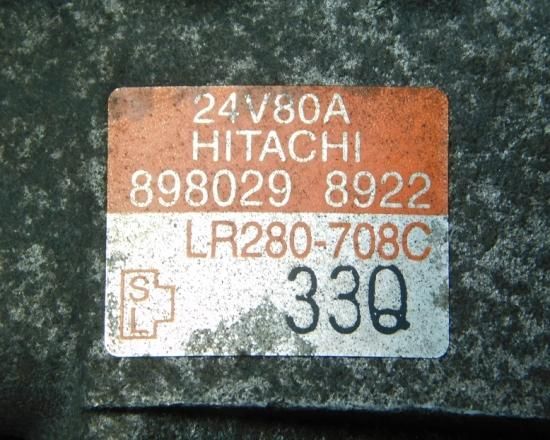 24V80A
HITACHI
898029 8922
LR280-708C
S
L
33Q